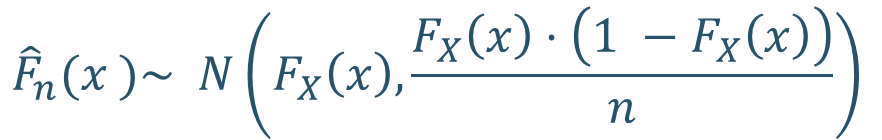 F̂ₙ(x)~ N(F_X(x), F_X(x)·(1 − F_X(x))/n)